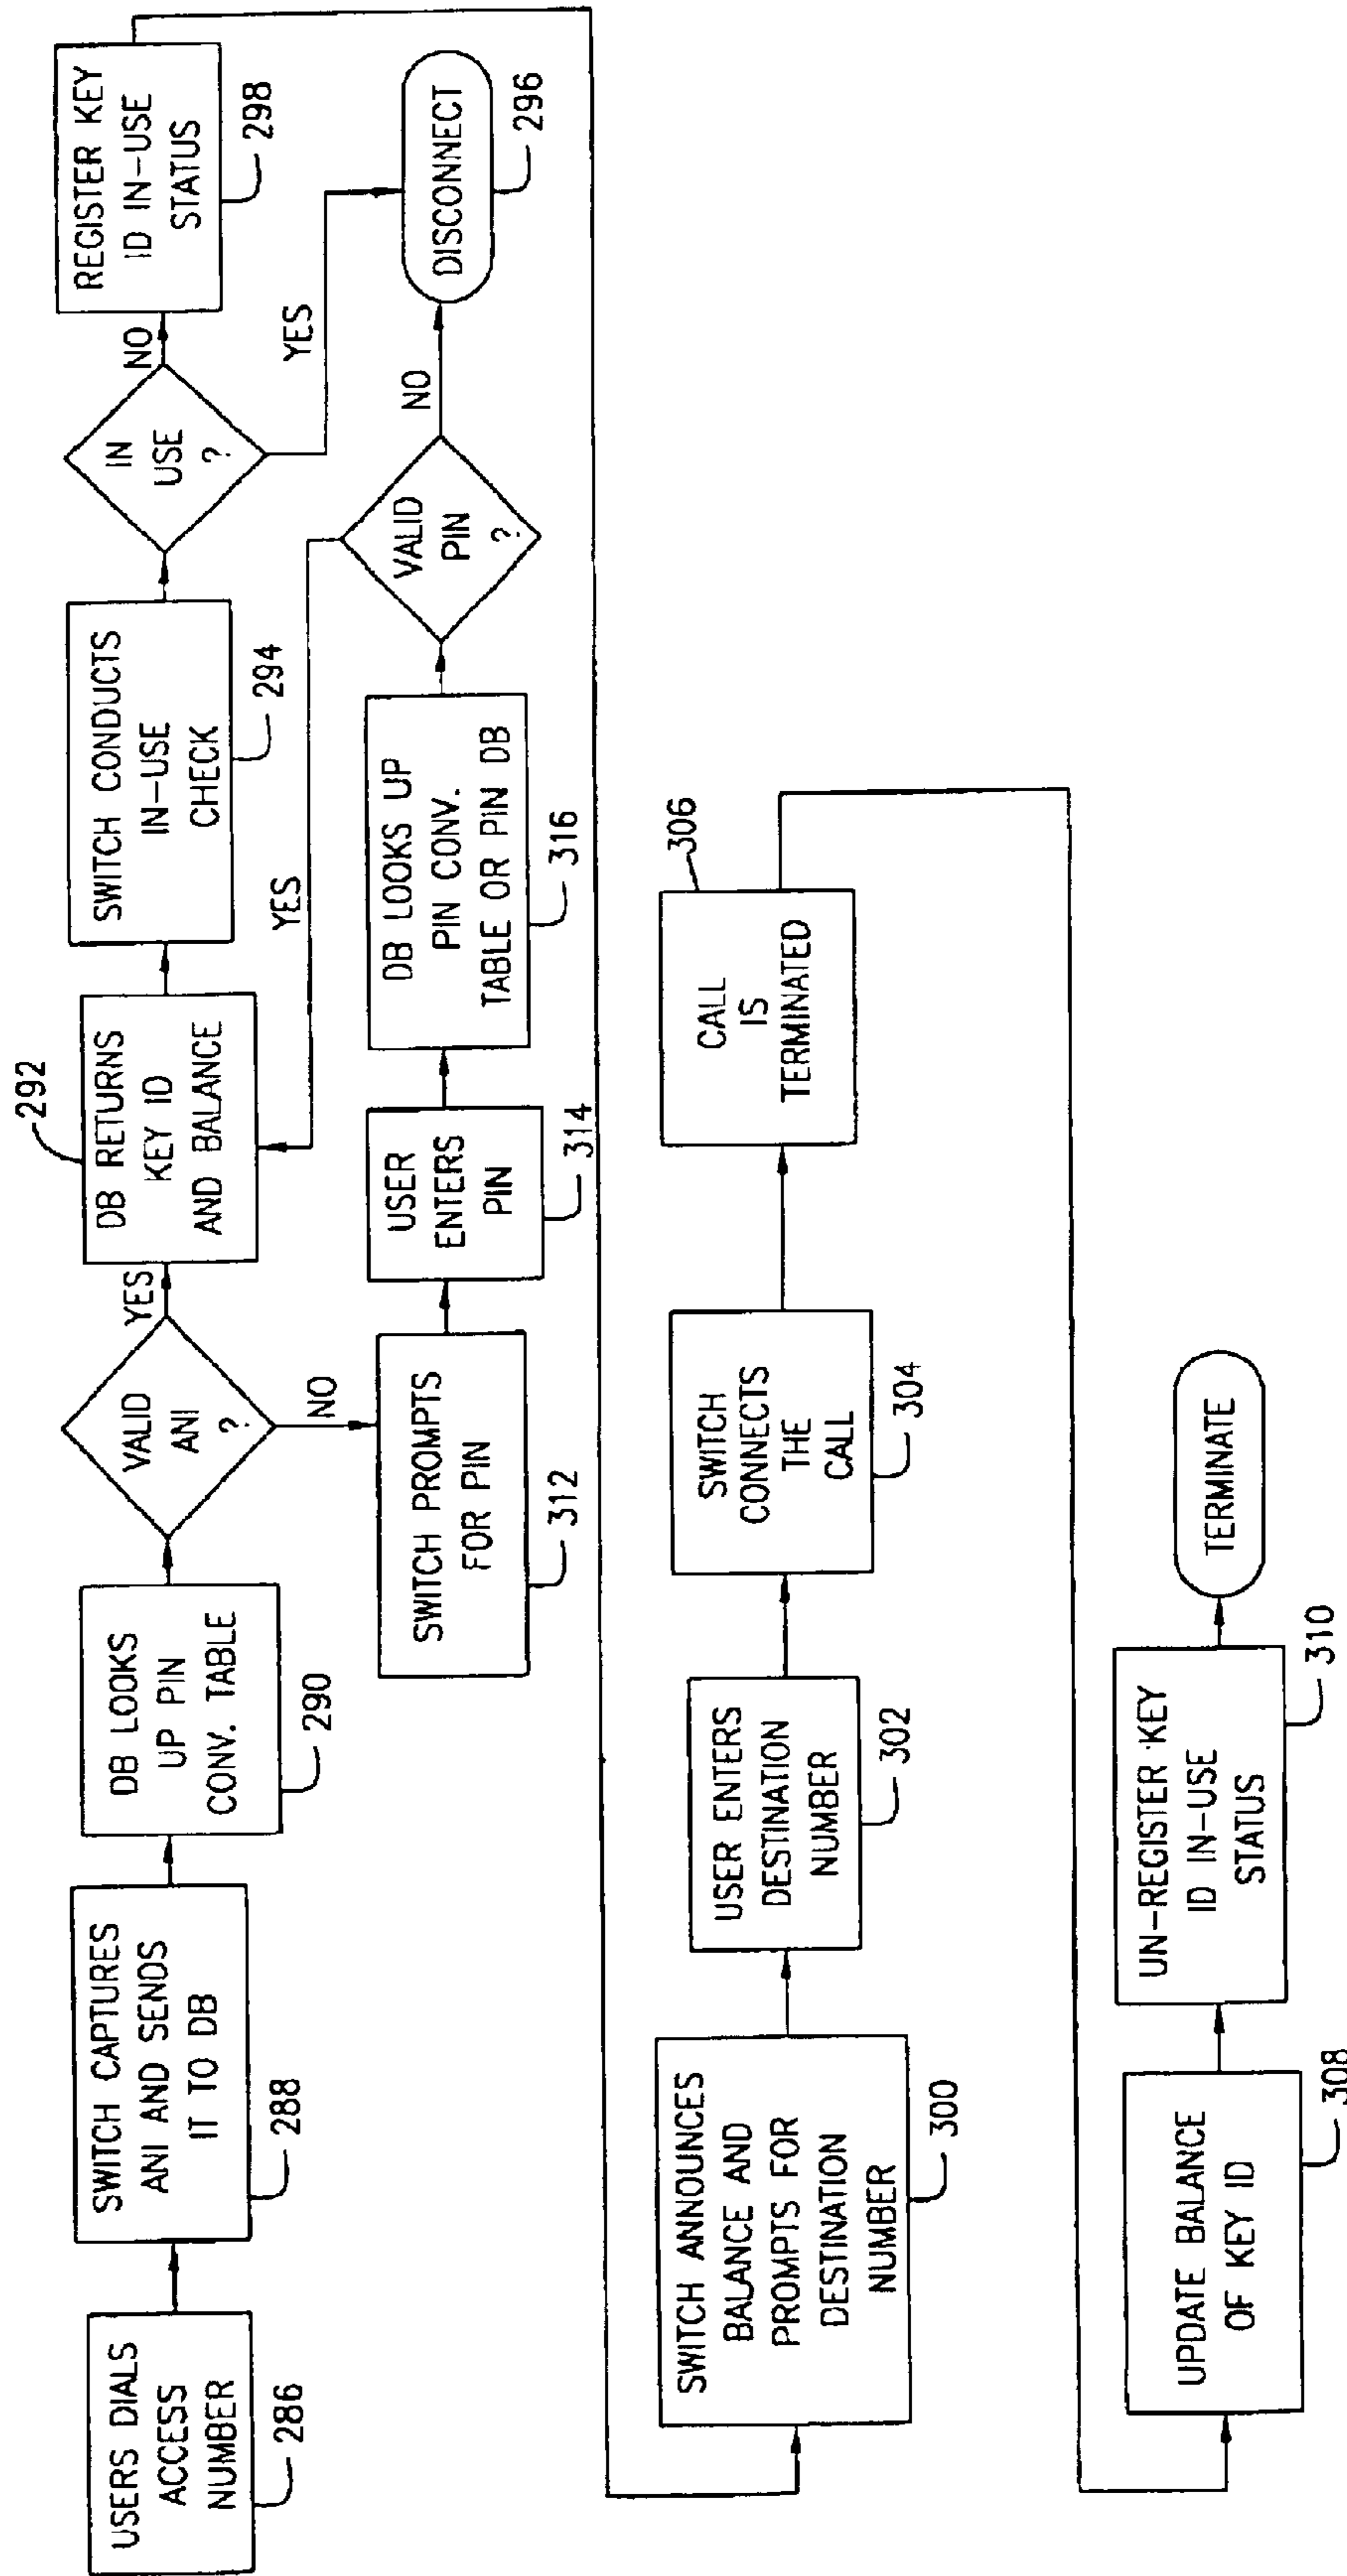 USERS DIALS
ACCESS
NUMBER
286
SWITCH CAPTURES
ANI AND SENDS
IT TO DB
288
DB LOOKS
UP PIN
CONV. TABLE
290
VALID
ANI
?
YES
NO
292
DB RETURNS
KEY ID
AND BALANCE
SWITCH CONDUCTS
IN-USE
CHECK
294
IN
USE
?
NO
YES
REGISTER KEY
ID IN-USE
STATUS
298
SWITCH PROMPTS
FOR PIN
312
USER
ENTERS
PIN
314
DB LOOKS UP
PIN CONV.
TABLE OR PIN DB
316
YES
VALID
PIN
?
NO
DISCONNECT
296
SWITCH ANNOUNCES
BALANCE AND
PROMPTS FOR
DESTINATION
NUMBER
300
USER ENTERS
DESTINATION
NUMBER
302
SWITCH
CONNECTS
THE
CALL
304
CALL
IS
TERMINATED
306
UPDATE BALANCE
OF KEY ID
308
UN-REGISTER KEY
ID IN-USE
STATUS
310
TERMINATE